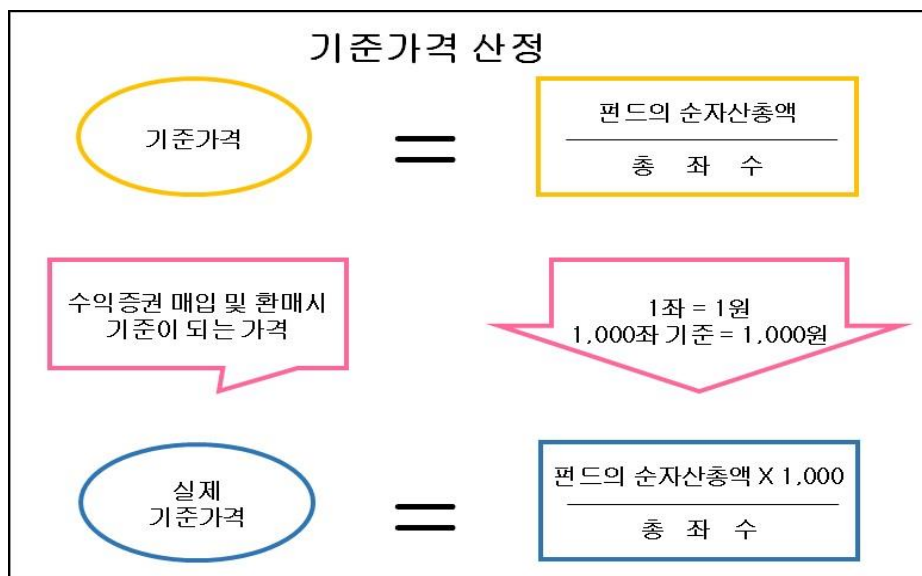 기준가격 산정
기준가격
=
펀드의 순자산총액
총 좌 수
수익증권 매입 및 환매시
기준이 되는 가격
1좌 = 1원
1,000좌 기준 = 1,000원
실제
기준가격
=
펀드의 순자산총액 X 1,000
총 좌 수